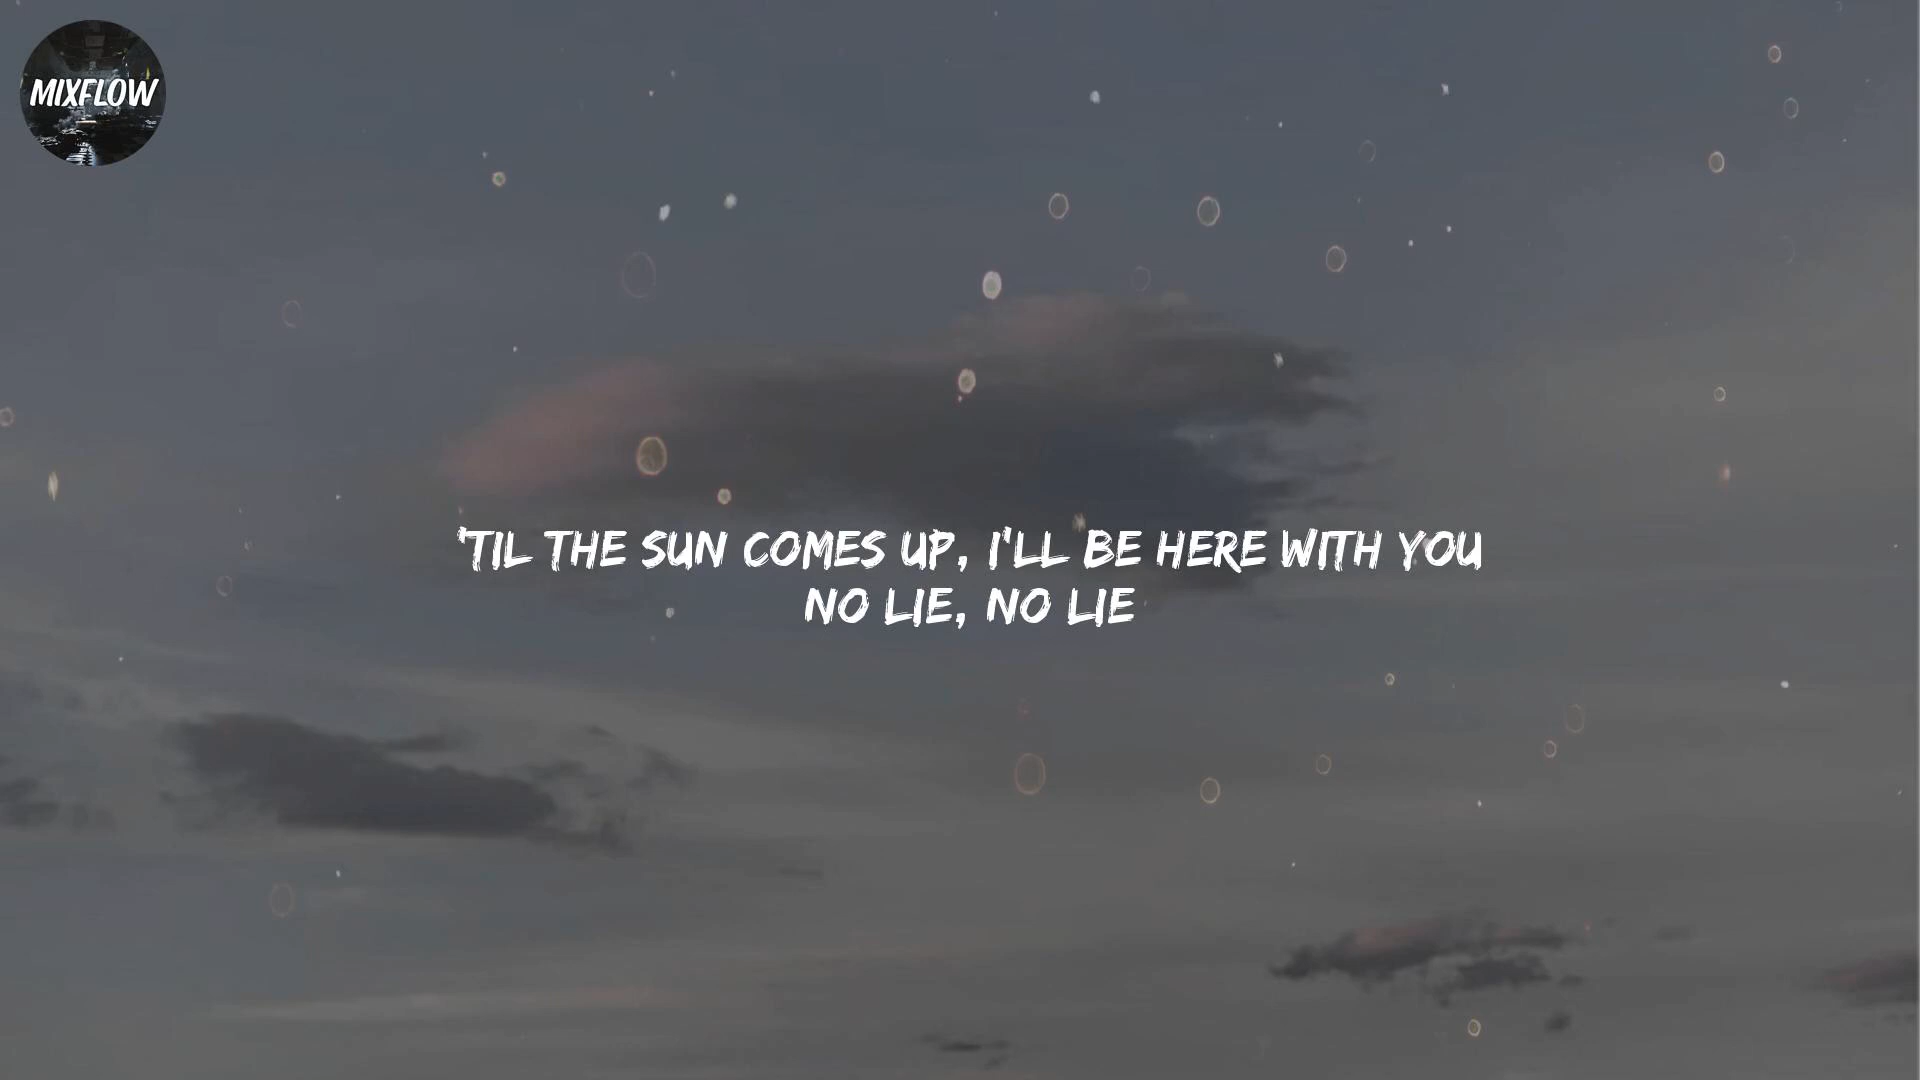 MIXFLOW
'TIL THE SUN COMES UP, I'LL BE HERE WITH YOU
NO LIE, NO LIE